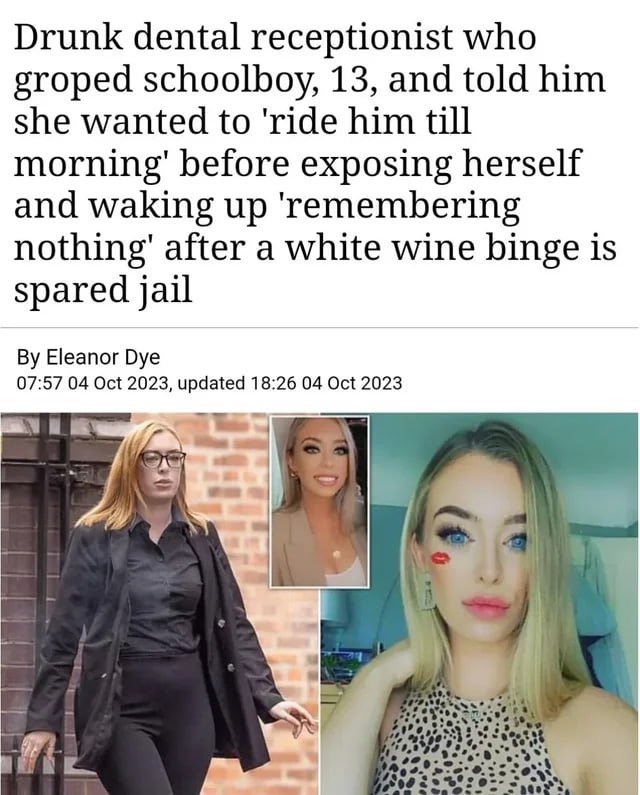 Drunk dental receptionist who
groped schoolboy, 13, and told him
she wanted to 'ride him till
morning' before exposing herself
and waking up 'remembering
nothing' after a white wine binge is
spared jail
By Eleanor Dye
07:57 04 Oct 2023, updated 18:26 04 Oct 2023